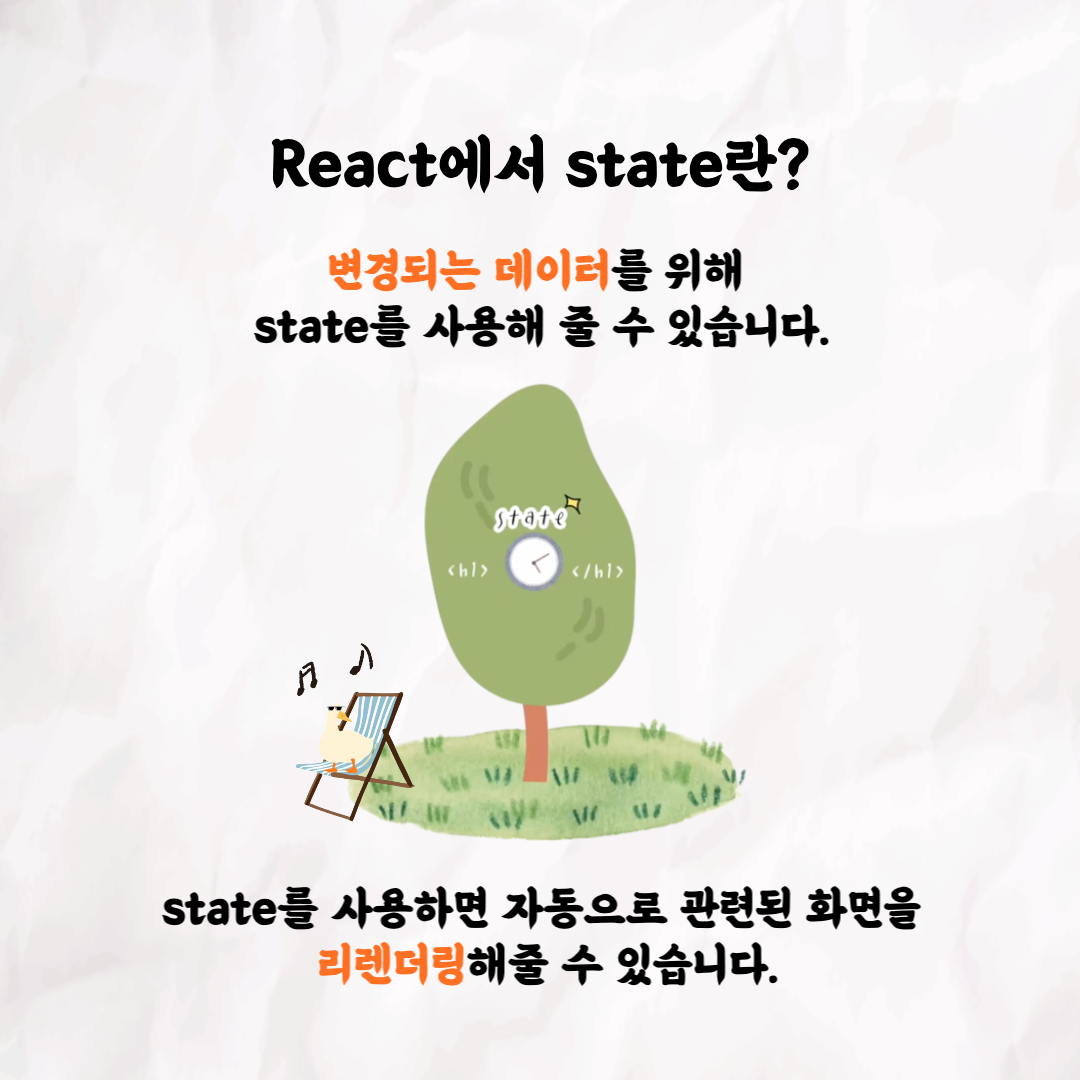 React에서 state란?
변경되는 데이터를 위해
state를 사용해 줄 수 있습니다.
state
<h1> </h1>
state를 사용하면 자동으로 관련된 화면을
리렌더링해줄 수 있습니다.